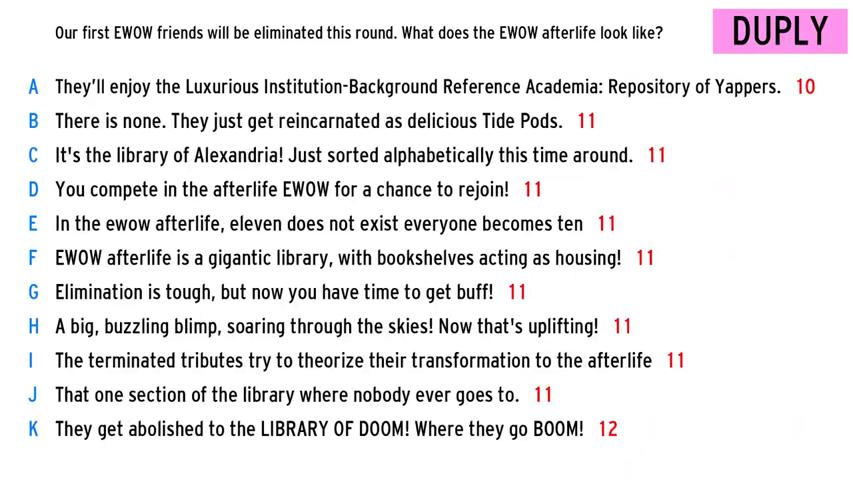 Our first EWOW friends will be eliminated this round. What does the EWOW afterlife look like?
DUPLY
A They'll enjoy the Luxurious Institution-Background Reference Academia: Repository of Yappers. 10
B There is none. They just get reincarnated as delicious Tide Pods. 11
C It's the library of Alexandria! Just sorted alphabetically this time around. 11
D You compete in the afterlife EWOW for a chance to rejoin! 11
E In the ewow afterlife, eleven does not exist everyone becomes ten 11
F EWOW afterlife is a gigantic library, with bookshelves acting as housing! 11
G Elimination is tough, but now you have time to get buff! 11
H A big, buzzling blimp, soaring through the skies! Now that's uplifting! 11
I The terminated tributes try to theorize their transformation to the afterlife 11
J That one section of the library where nobody ever goes to. 11
K They get abolished to the LIBRARY OF DOOM! Where they go BOOM! 12